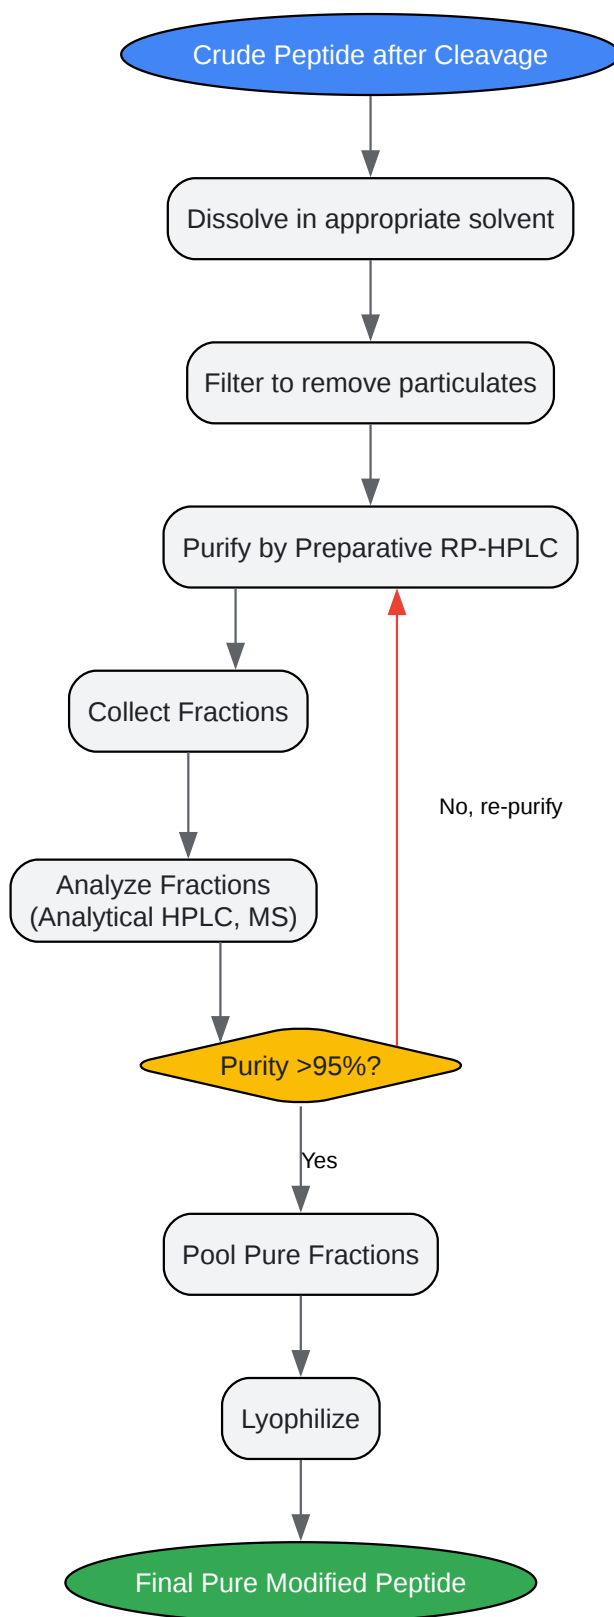 Crude Peptide after Cleavage
Dissolve in appropriate solvent
Filter to remove particulates
Purify by Preparative RP-HPLC
Collect Fractions
No, re-purify
Analyze Fractions
(Analytical HPLC, MS)
Purity >95%?
Yes
Pool Pure Fractions
Lyophilize
Final Pure Modified Peptide